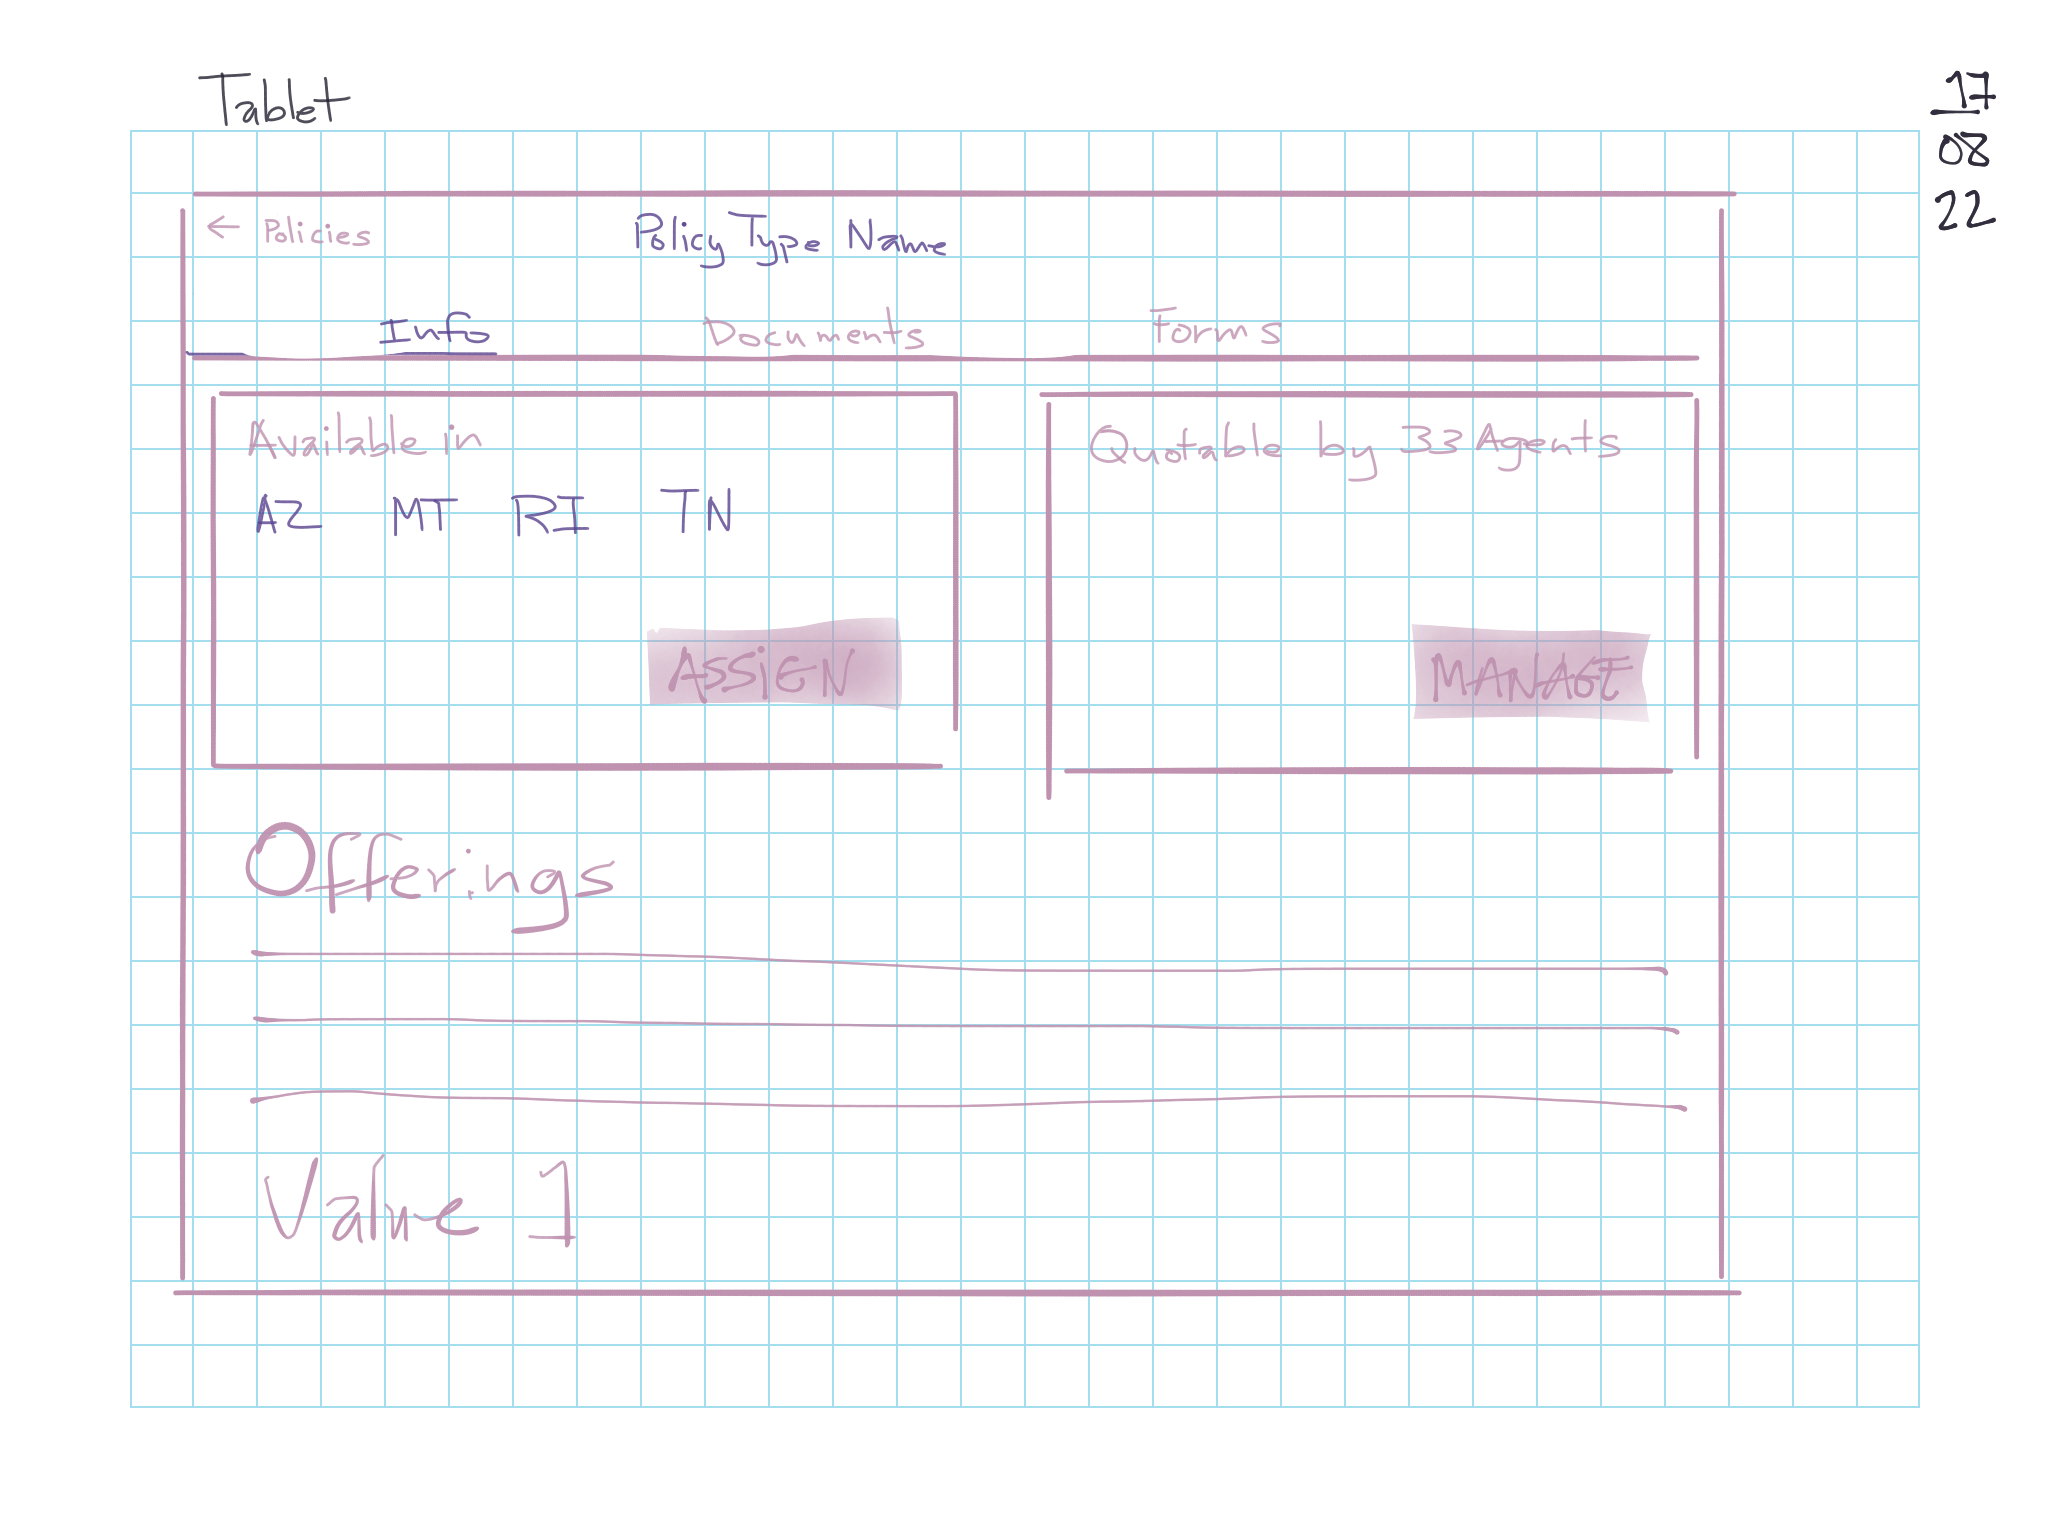 Tablet
17
08
22
← Policies
Policy Type Name
Info
Documents
Forms
Available in
AZ MT RI TN
ASSiGN
Quotable by 33 Agents
MANAGE
Offerings
Value 1